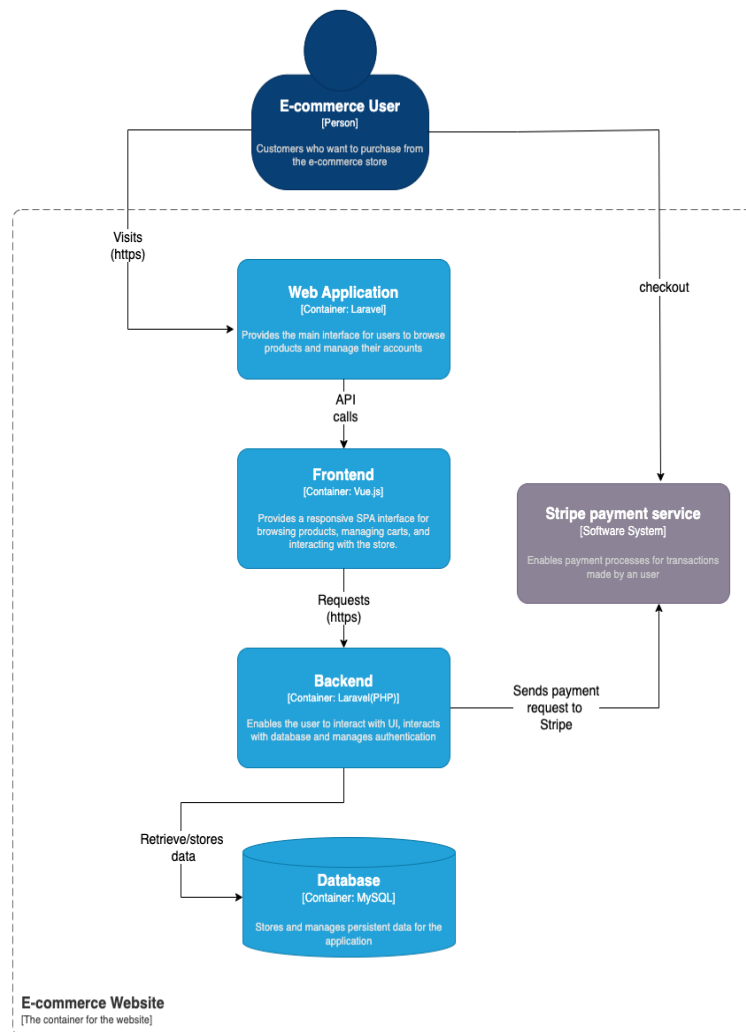 E-commerce User
[Person]
Customers who want to purchase from
the e-commerce store
Visits
(https)
checkout
Web Application
[Container: Laravel]
Provides the main interface for users to browse
products and manage their accounts
API
calls
Frontend
[Container: Vue.js]
Provides a responsive SPA interface for
browsing products, managing carts, and
interacting with the store.
Stripe payment service
[Software System]
Enables payment processes for transactions
made by an user
Requests
(https)
Backend
[Container: Laravel(PHP)]
Enables the user to interact with UI, interacts
with database and manages authentication
Sends payment
request to
Stripe
Retrieve/stores
data
Database
[Container: MySQL]
Stores and manages persistent data for the
application
E-commerce Website
[The container for the website]